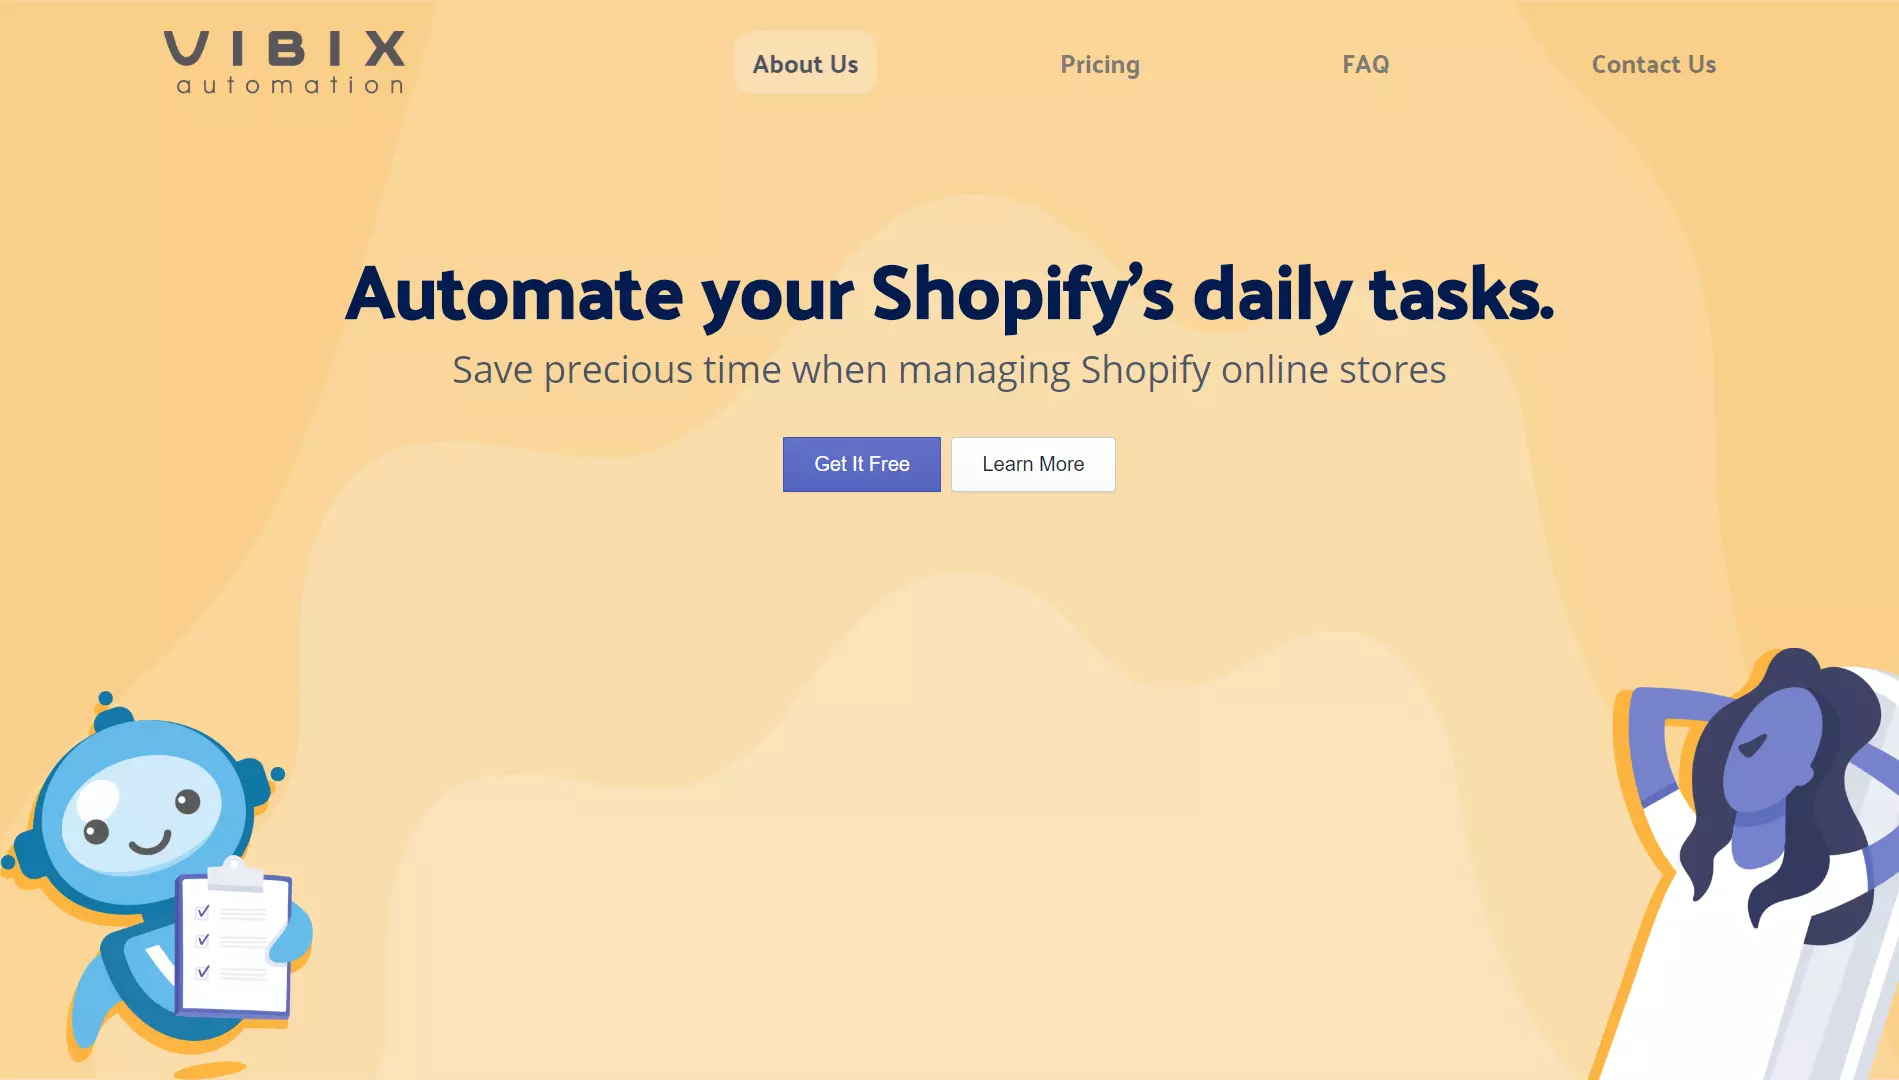 VIBIX
automation
About Us
Pricing
FAQ
Contact Us
Automate your Shopify’s daily tasks.
Save precious time when managing Shopify online stores
Get It Free
Learn More